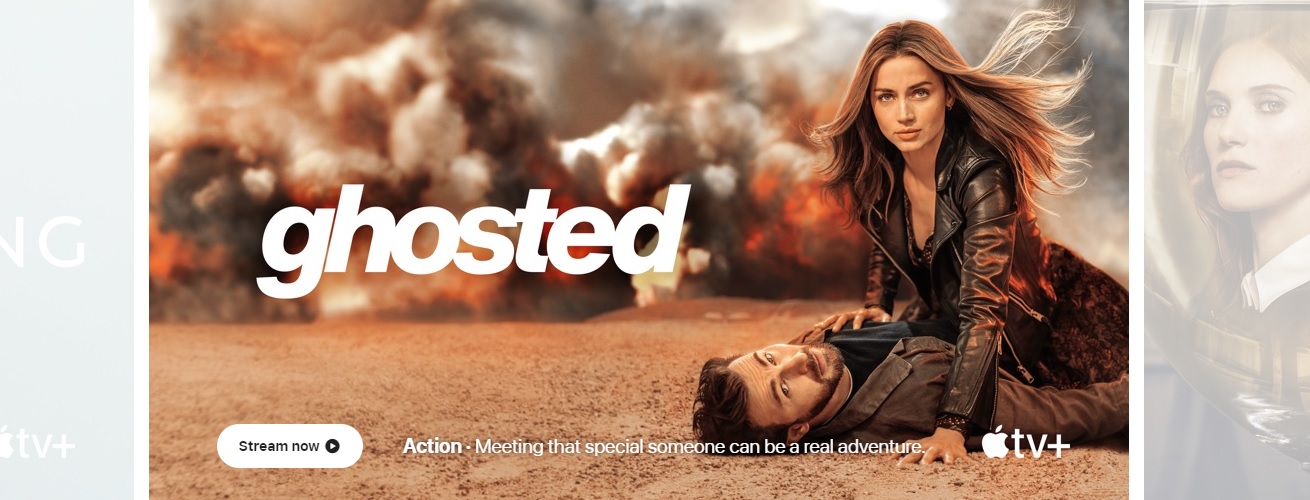 NG
tv+
ghosted
Stream now
Action · Meeting that special someone can be a real adventure.
tv+